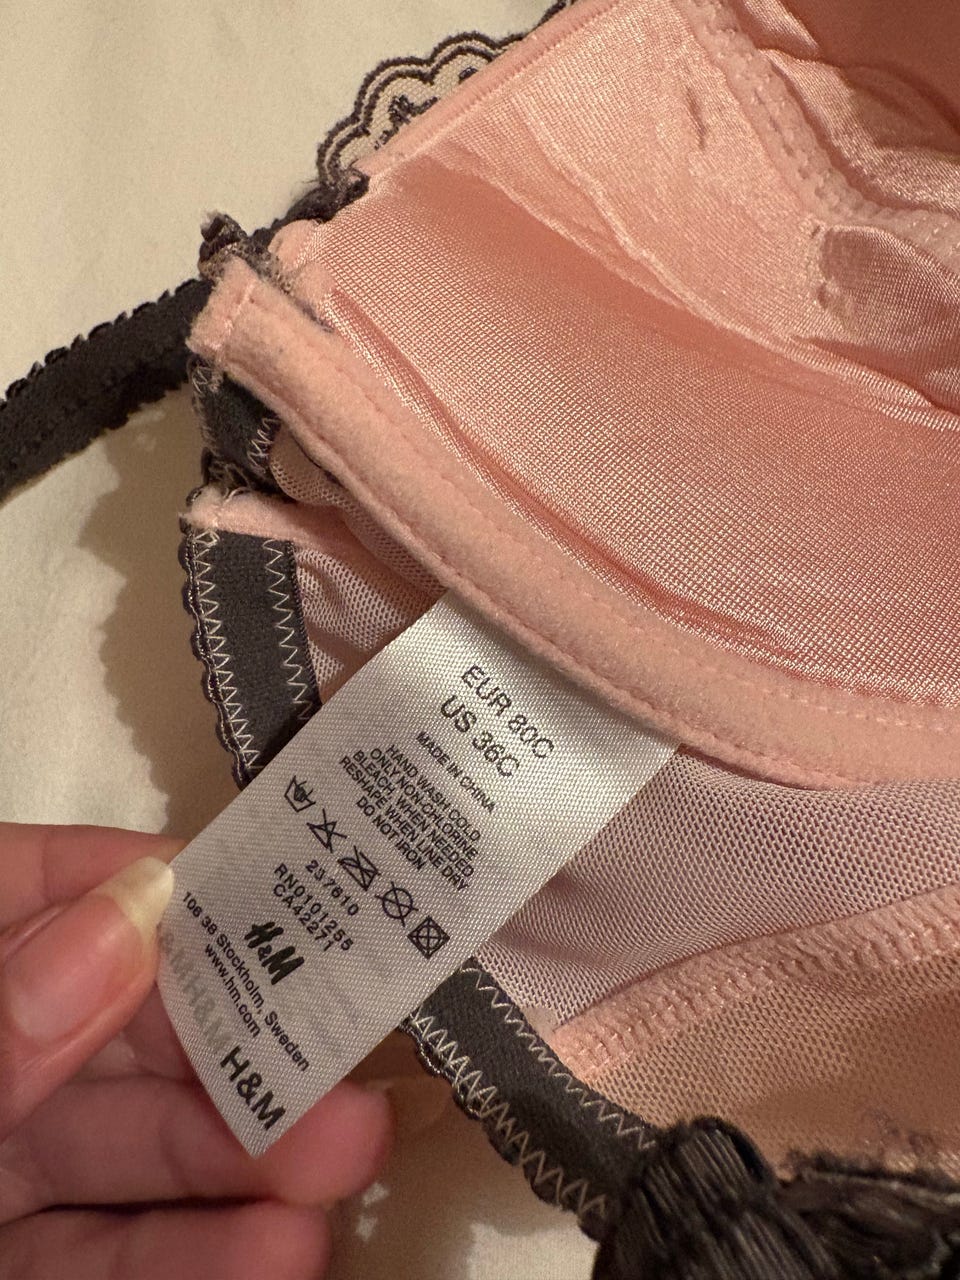 EUR 80C
US 36C
MADE IN CHINA
HAND WASH COLD
ONLY NON-CHLORINE
BLEACH, WHEN NEEDED
RESHAPE WHEN LINE DRY
DO NOT IRON
237610
RN0101255
CA42271
H&M
106 38 Stockholm, Sweden
www.hm.com
H&M